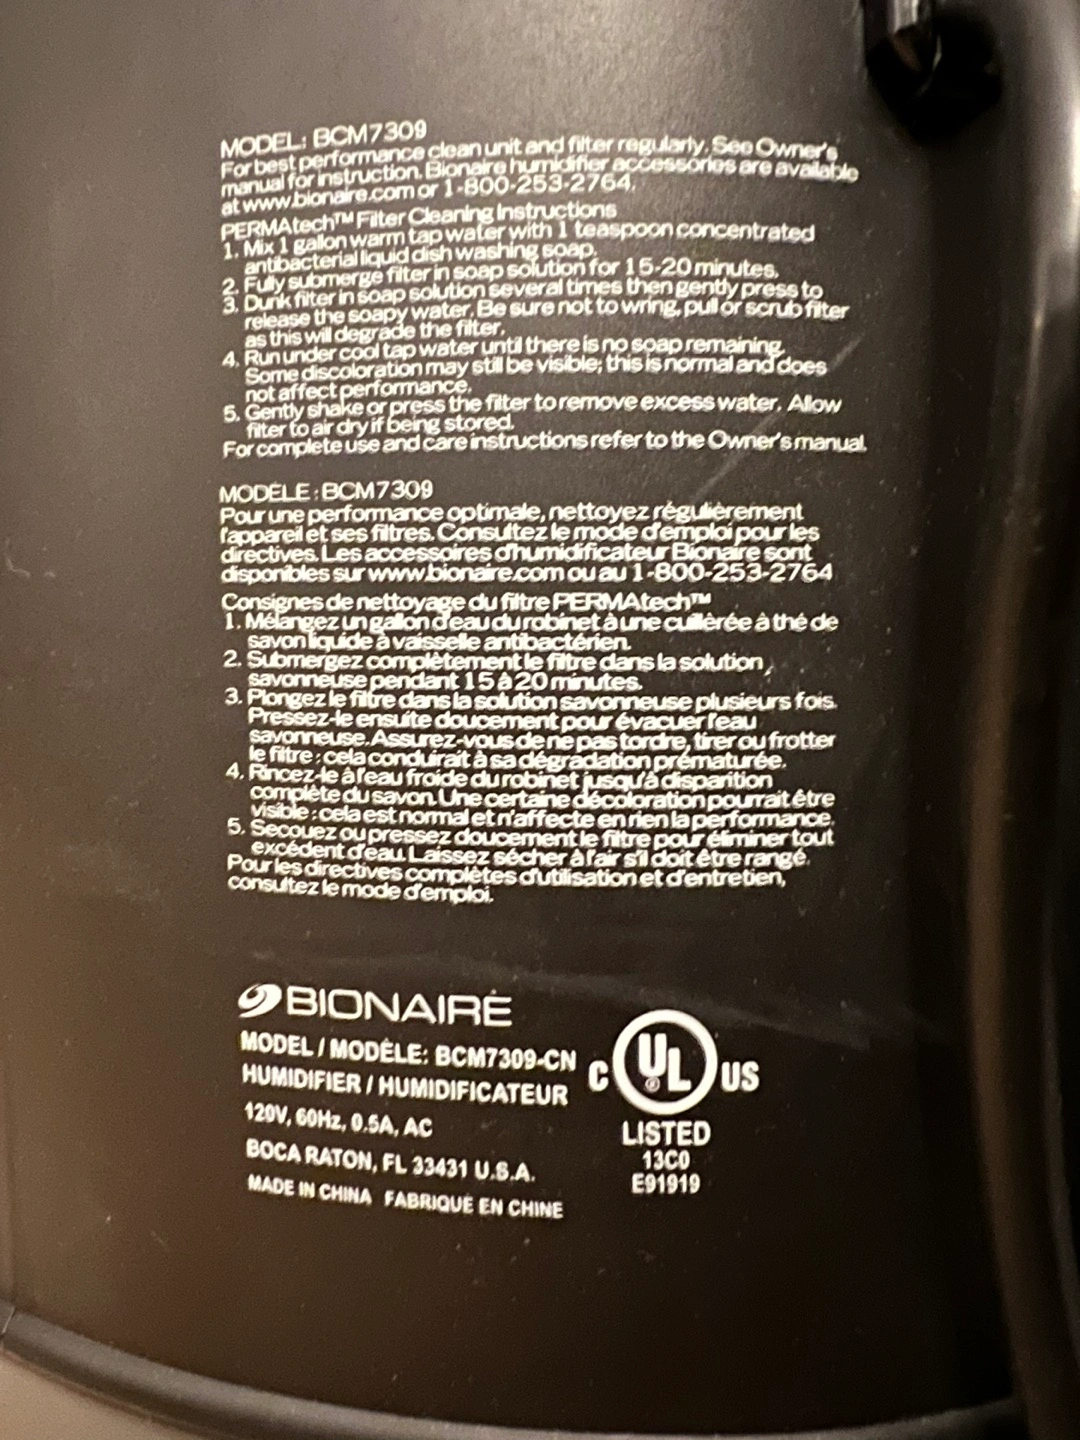 MODEL: BCM7309
For best performance clean unit and filter regularly. See Owner's
manual for instruction. Bionaire humidifier accessories are available
at www.bionaire.com or 1-800-253-2764.
PERMAtech™ Filter Cleaning Instructions
1. Mix 1 gallon warm tap water with 1 teaspoon concentrated
antibacterial liquid dish washing soap.
2. Fully submerge filter in soap solution for 15-20 minutes.
3. Dunk filter in soap solution several times then gently press to
release the soapy water. Be sure not to wring, pull or scrub filter
as this will degrade the filter.
4. Run under cool tap water until there is no soap remaining.
Some discoloration may still be visible; this is normal and does
not affect performance.
5. Gently shake or press the filter to remove excess water. Allow
filter to air dry if being stored.
For complete use and care instructions refer to the Owner's manual.
MODÈLE : BCM7309
Pour une performance optimale, nettoyez régulièrement
l'appareil et ses filtres. Consultez le mode d'emploi pour les
directives. Les accessoires d'humidificateur Bionaire sont
disponibles sur www.bionaire.com ou au 1-800-253-2764
Consignes de nettoyage du filtre PERMAtech™
1. Mélangez un gallon d'eau du robinet à une cuillèrée à thé de
savon liquide à vaisselle antibactérien.
2. Submergez complètement le filtre dans la solution
savonneuse pendant 15 à 20 minutes.
3. Plongez le filtre dans la solution savonneuse plusieurs fois.
Pressez-le ensuite doucement pour évacuer l'eau
savonneuse. Assurez-vous de ne pas tordre, tirer ou frotter
le filtre : cela conduirait à sa dégradation prématurée.
4. Rincez-le à l'eau froide du robinet jusqu'à disparition
complète du savon. Une certaine décoloration pourrait être
visible : cela est normal et n'affecte en rien la performance.
5. Secouez ou pressez doucement le filtre pour éliminer tout
excédent d'eau. Laissez sécher à l'air s'il doit être rangé.
Pour les directives complètes d'utilisation et d'entretien,
consultez le mode d'emploi.
BIONAIRE
MODEL / MODÈLE: BCM7309-CN
HUMIDIFIER / HUMIDIFICATEUR
120V, 60Hz, 0.5A, AC
BOCA RATON, FL 33431 U.S.A.
MADE IN CHINA FABRIQUÉ EN CHINE
C UL® US
LISTED
13C0
E91919